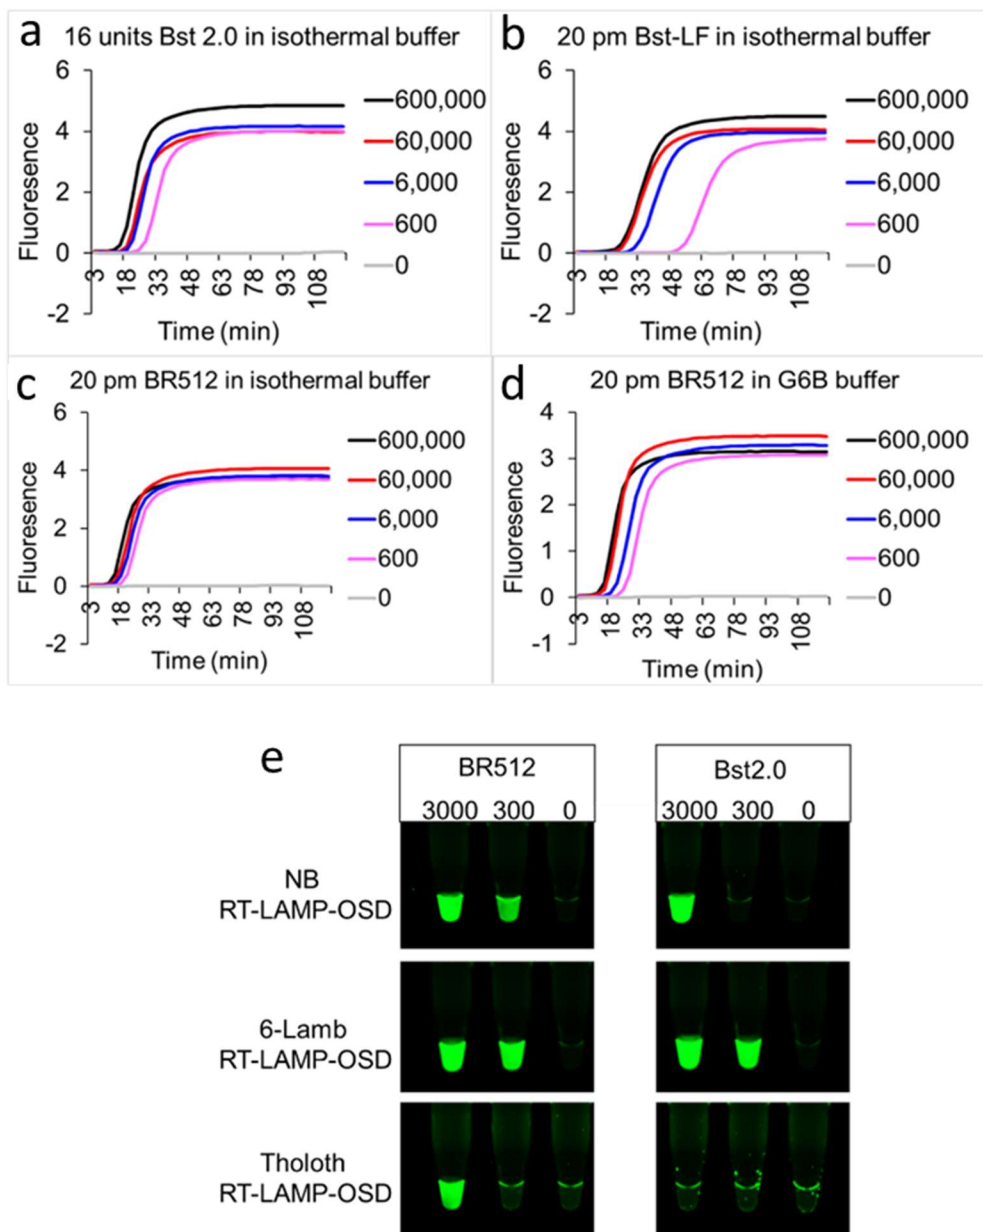 a 16 units Bst 2.0 in isothermal buffer
6
4
2
0
-2
Fluoresence
3 18 33 48 63 78 93 108
Time (min)
600,000
60,000
6,000
600
0
b 20 pm Bst-LF in isothermal buffer
6
4
2
0
-2
Fluoresence
3 18 33 48 63 78 93 108
Time (min)
600,000
60,000
6,000
600
0
c 20 pm BR512 in isothermal buffer
6
4
2
0
-2
Fluoresence
3 18 33 48 63 78 93 108
Time (min)
600,000
60,000
6,000
600
0
d 20 pm BR512 in G6B buffer
4
3
2
1
0
-1
Fluoresence
3 18 33 48 63 78 93 108
Time (min)
600,000
60,000
6,000
600
0
e
BR512
3000 300 0
Bst2.0
3000 300 0
NB
RT-LAMP-OSD
6-Lamb
RT-LAMP-OSD
Tholoth
RT-LAMP-OSD